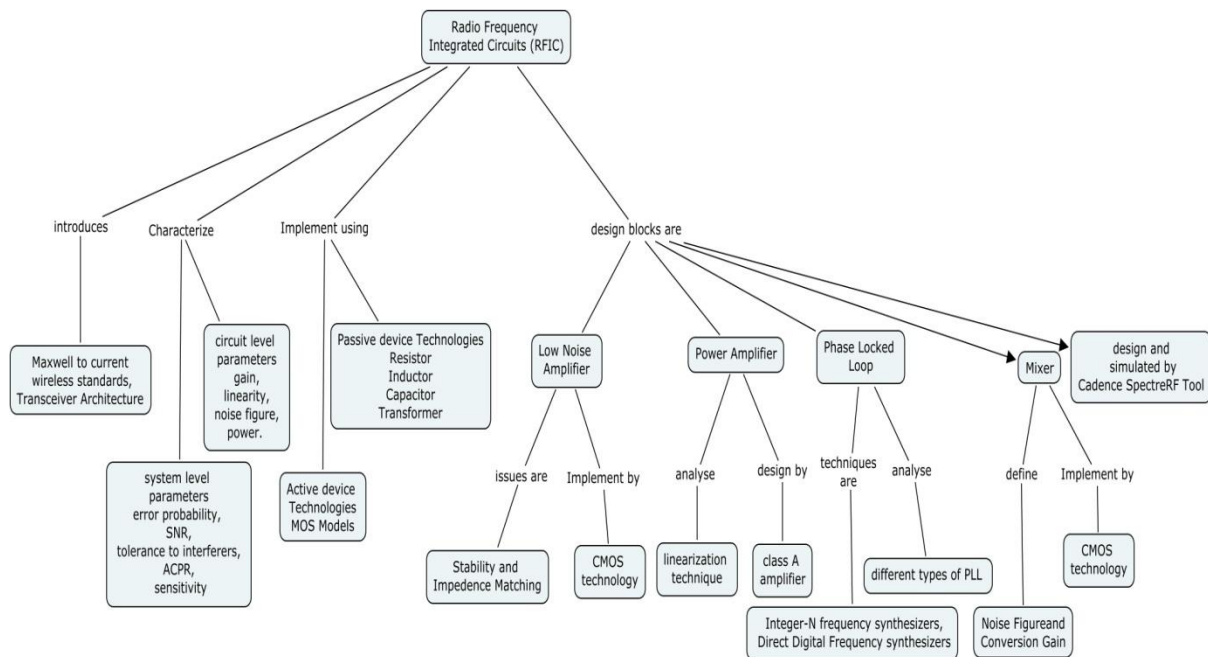 Radio Frequency
Integrated Circuits (RFIC)
introduces
Characterize
Implement using
design blocks are
Maxwell to current
wireless standards,
Transceiver Architecture
circuit level
parameters
gain,
linearity,
noise figure,
power.
Passive device Technologies
Resistor
Inductor
Capacitor
Transformer
Low Noise
Amplifier
Power Amplifier
Phase Locked
Loop
Mixer
design and
simulated by
Cadence SpectreRF Tool
system level
parameters
error probability,
SNR,
tolerance to interferers,
ACPR,
sensitivity
Active device
Technologies
MOS Models
issues are
Implement by
analyse
design by
techniques
are
analyse
define
Implement by
Stability and
Impedence Matching
CMOS
technology
linearization
technique
class A
amplifier
different types of PLL
CMOS
technology
Integer-N frequency synthesizers,
Direct Digital Frequency synthesizers
Noise Figureand
Conversion Gain